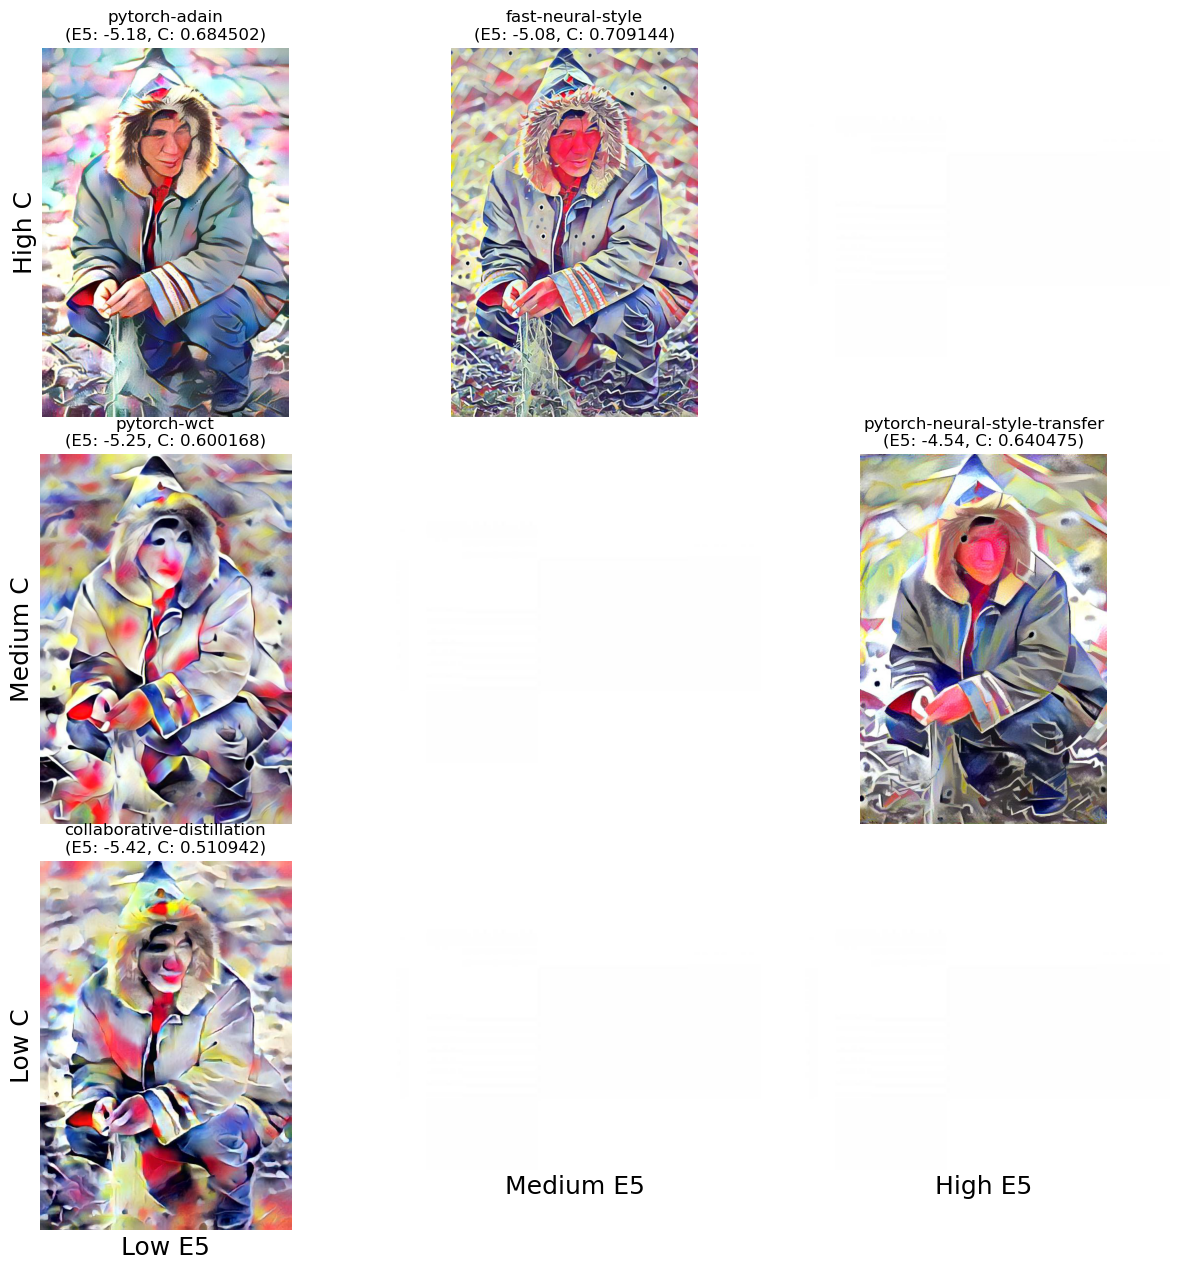 pytorch-adain
(E5: -5.18, C: 0.684502)
fast-neural-style
(E5: -5.08, C: 0.709144)
High C
pytorch-wct
(E5: -5.25, C: 0.600168)
pytorch-neural-style-transfer
(E5: -4.54, C: 0.640475)
Medium C
collaborative-distillation
(E5: -5.42, C: 0.510942)
Low C
Medium E5
High E5
Low E5